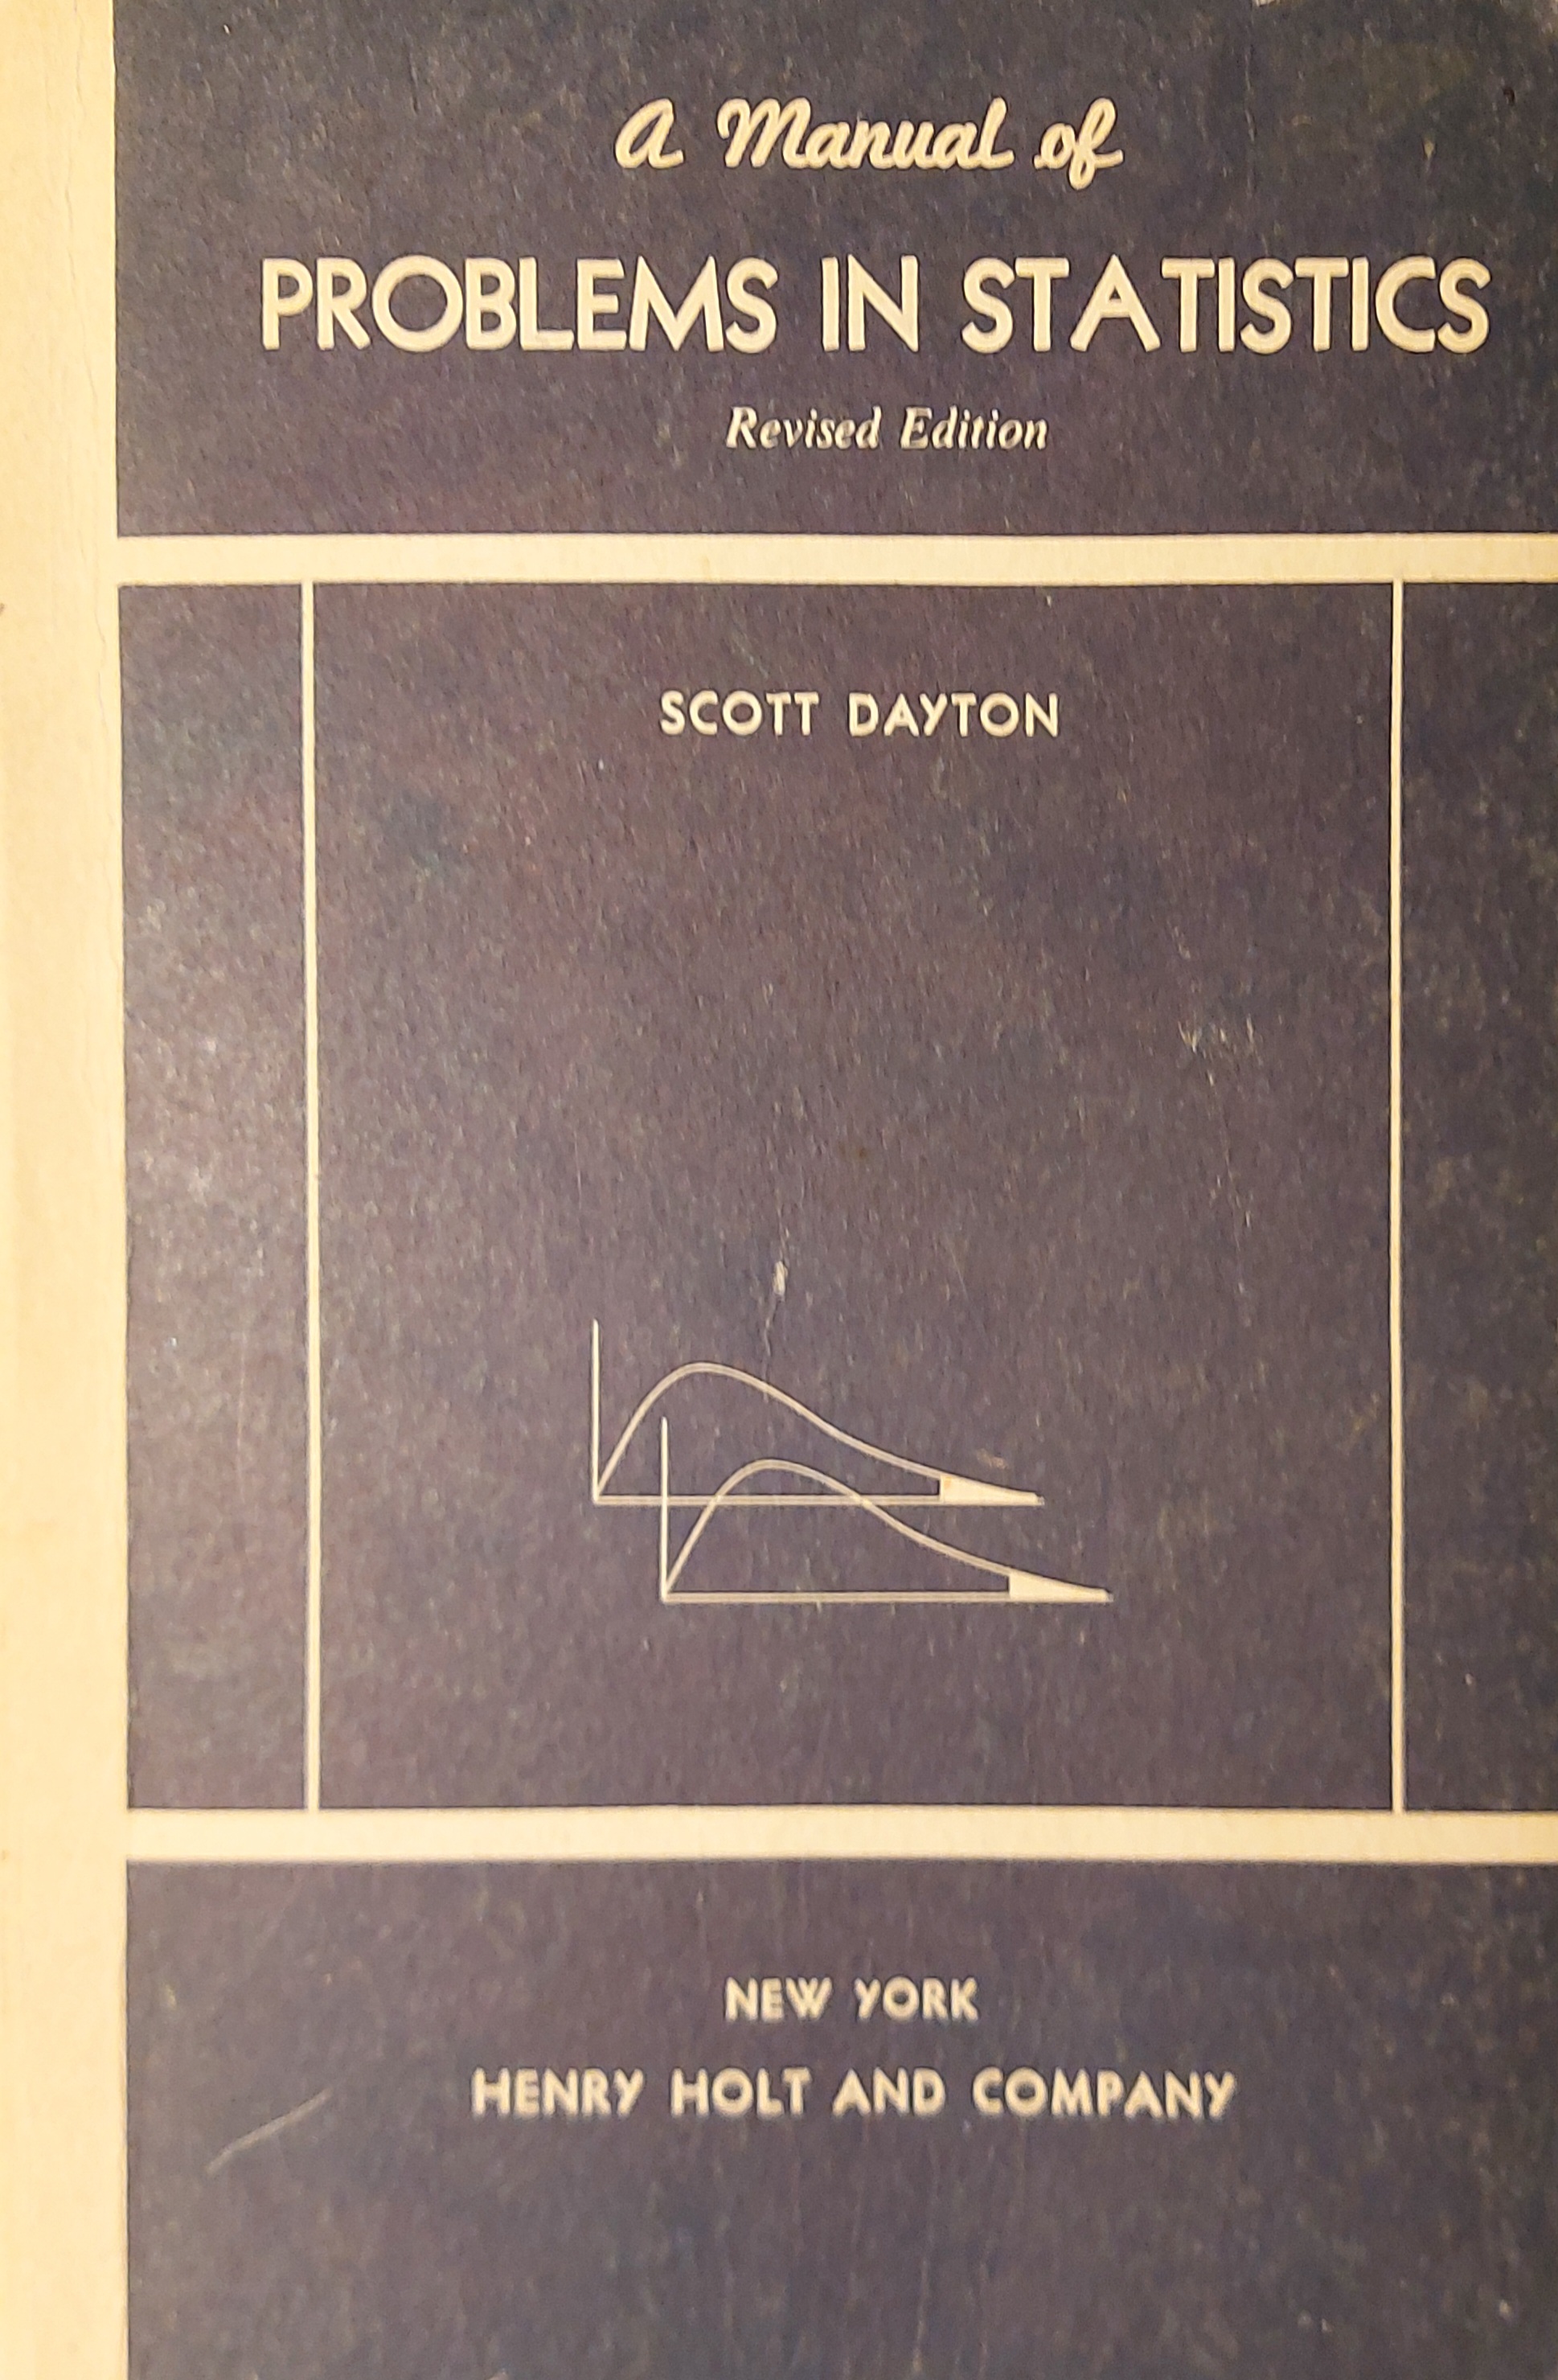 A Manual of
PROBLEMS IN STATISTICS
Revised Edition
SCOTT DAYTON
NEW YORK
HENRY HOLT AND COMPANY